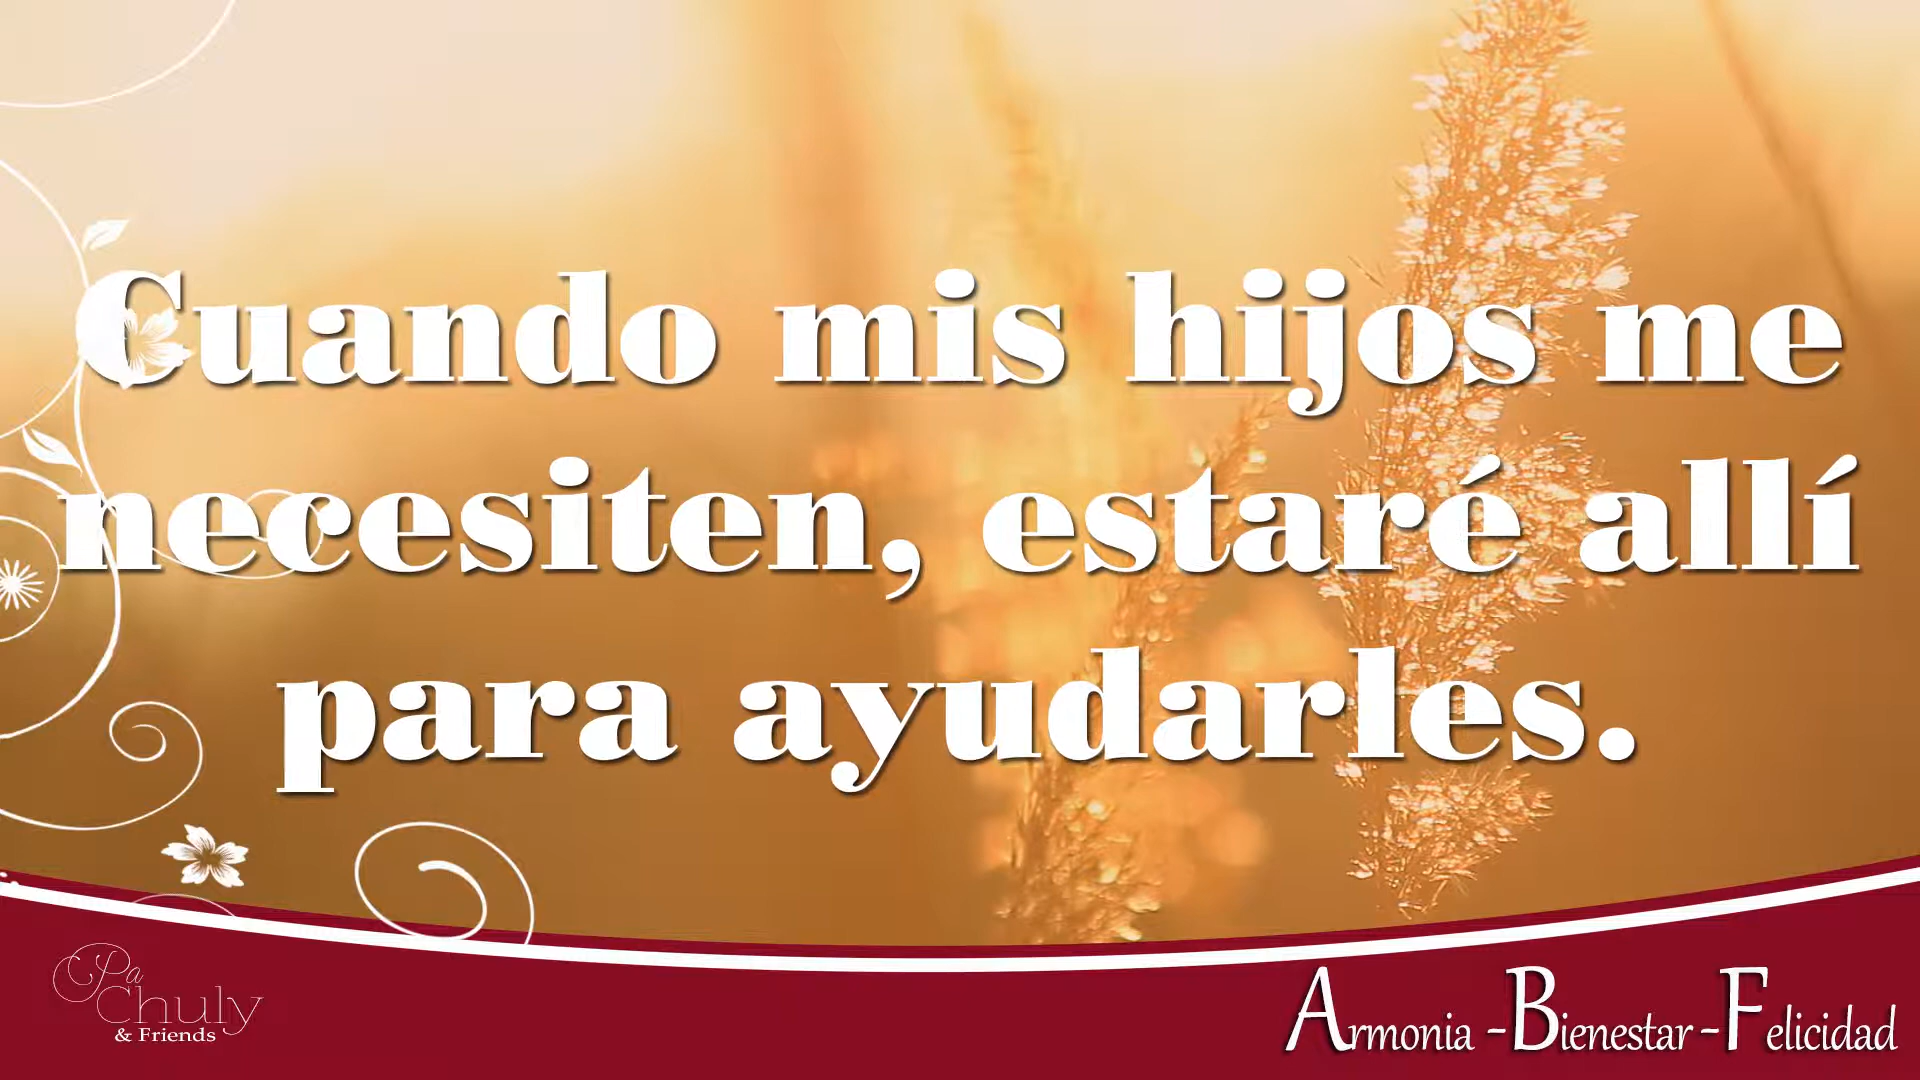 Cuando mis hijos me
necesiten, estaré allí
para ayudarles.
Pa
Chuly
& Friends
Armonia - Bienestar - Felicidad